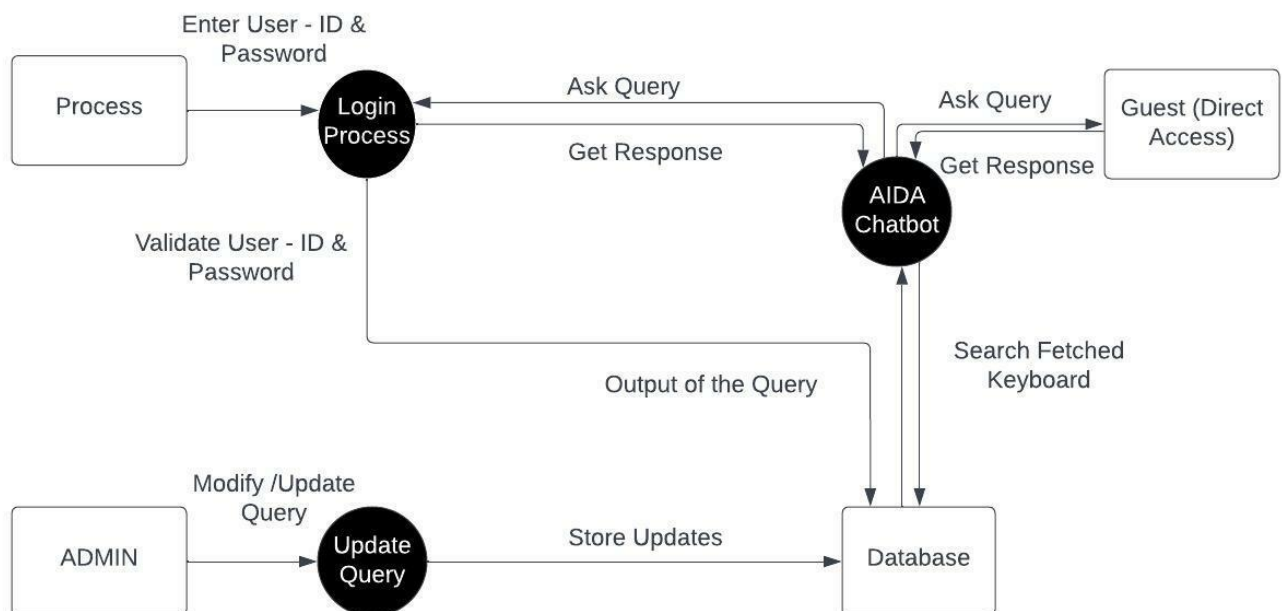 Enter User - ID &
Password
Process
Login
Process
Ask Query
Get Response
Ask Query
Get Response
Guest (Direct
Access)
AIDA
Chatbot
Validate User - ID &
Password
Output of the Query
Search Fetched
Keyboard
Modify /Update
Query
ADMIN
Update
Query
Store Updates
Database